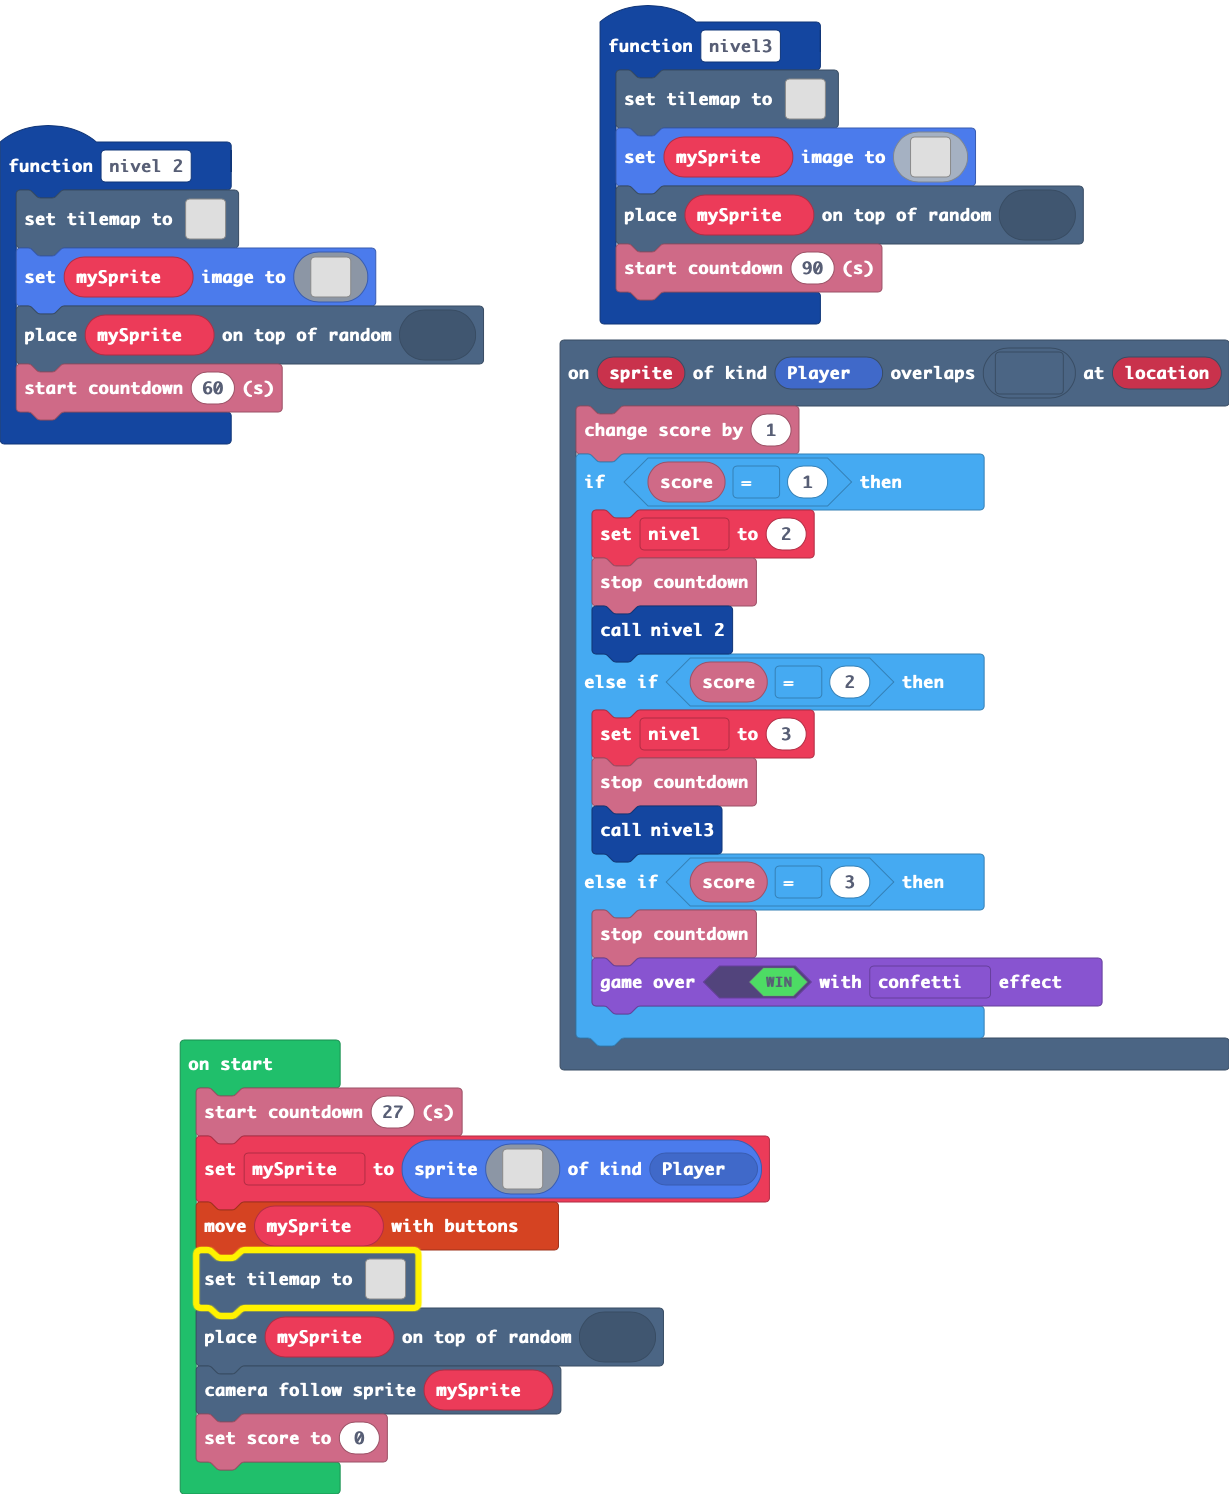 function nivel3
set tilemap to
set mySprite image to
place mySprite on top of random
start countdown 90 (s)
function nivel 2
set tilemap to
set mySprite image to
place mySprite on top of random
start countdown 60 (s)
on sprite of kind Player overlaps at location
change score by 1
if score = 1 then
set nivel to 2
stop countdown
call nivel 2
else if score = 2 then
set nivel to 3
stop countdown
call nivel3
else if score = 3 then
stop countdown
game over WIN with confetti effect
on start
start countdown 27 (s)
set mySprite to sprite of kind Player
move mySprite with buttons
set tilemap to
place mySprite on top of random
camera follow sprite mySprite
set score to 0